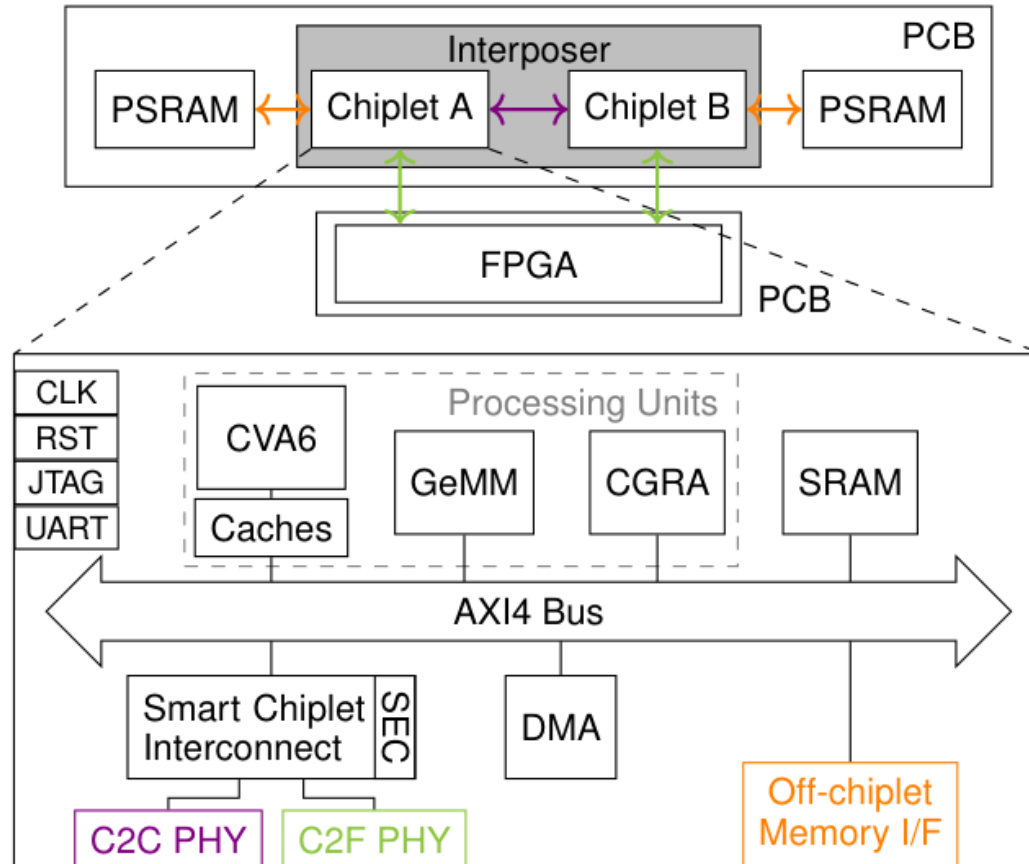 PCB
Interposer
PSRAM
Chiplet A
Chiplet B
PSRAM
FPGA
PCB
CLK
RST
JTAG
UART
Processing Units
CVA6
Caches
GeMM
CGRA
SRAM
AXI4 Bus
Smart Chiplet
Interconnect
SEC
DMA
C2C PHY
C2F PHY
Off-chiplet
Memory I/F